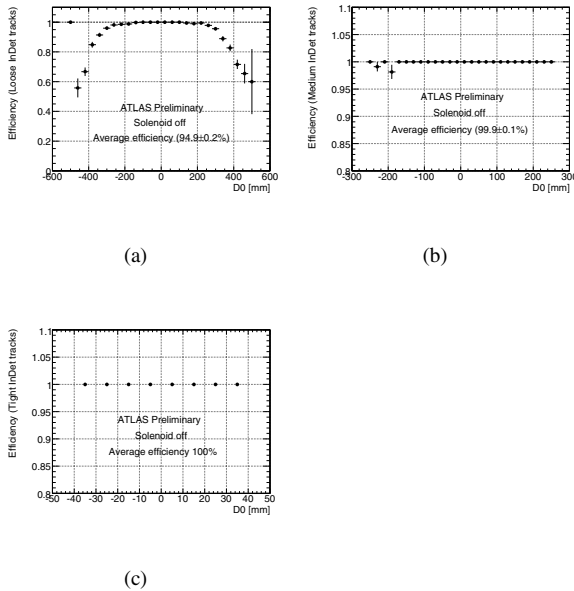 Efficiency (Loose InDet tracks)
1
0.8
0.6
0.4
0.2
0
ATLAS Preliminary
Solenoid off
Average efficiency (94.9±0.2%)
-600 -400 -200 0 200 400 600
D0 [mm]
(a)
Efficiency (Medium InDet tracks)
1.1
1.05
1
0.95
0.9
0.85
0.8
ATLAS Preliminary
Solenoid off
Average efficiency (99.9±0.1%)
-300 -200 -100 0 100 200 300
D0 [mm]
(b)
Efficiency (Tight InDet tracks)
1.1
1.05
1
0.95
0.9
0.85
0.8
ATLAS Preliminary
Solenoid off
Average efficiency 100%
-50 -40 -30 -20 -10 0 10 20 30 40 50
D0 [mm]
(c)